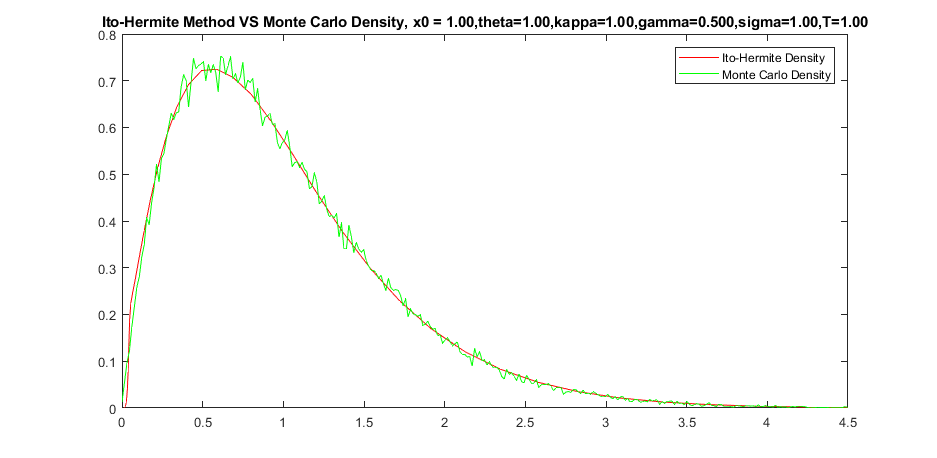 Ito-Hermite Method VS Monte Carlo Density, x0 = 1.00,theta=1.00,kappa=1.00,gamma=0.500,sigma=1.00,T=1.00
Ito-Hermite Density
Monte Carlo Density
0.8
0.7
0.6
0.5
0.4
0.3
0.2
0.1
0
0 0.5 1 1.5 2 2.5 3 3.5 4 4.5